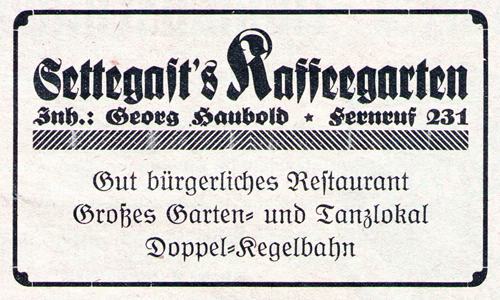 Settegaſt's Kaffeegarten
Inh.: Georg Haubold * Fernruf 231
Gut bürgerliches Reſtaurant
Großes Garten- und Tanzlokal
Doppel-Kegelbahn